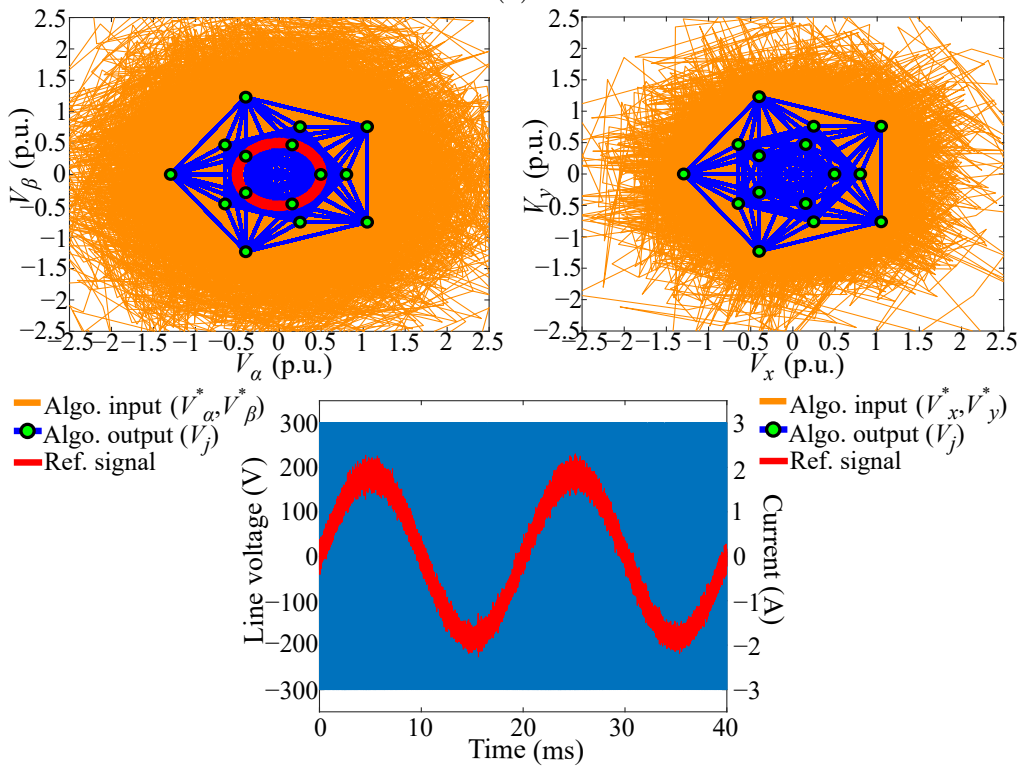 2.5
2
1.5
1
0.5
0
−0.5
−1
−1.5
−2
−2.5
V_β (p.u.)
−2.5 −2 −1.5 −1 −0.5 0 0.5 1 1.5 2 2.5
V_α (p.u.)
2.5
2
1.5
1
0.5
0
−0.5
−1
−1.5
−2
−2.5
V_y (p.u.)
−2.5 −2 −1.5 −1 −0.5 0 0.5 1 1.5 2 2.5
V_x (p.u.)
Algo. input (V*_α,V*_β)
Algo. output (V_j)
Ref. signal
Algo. input (V*_x,V*_y)
Algo. output (V_j)
Ref. signal
300
200
100
0
−100
−200
−300
Line voltage (V)
3
2
1
0
−1
−2
−3
Current (A)
0 10 20 30 40
Time (ms)